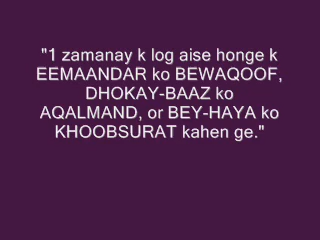 "1 zamanay k log aise honge k
EEMAANDAR ko BEWAQOOF,
DHOKAY-BAAZ ko
AQALMAND, or BEY-HAYA ko
KHOOBSURAT kahen ge."